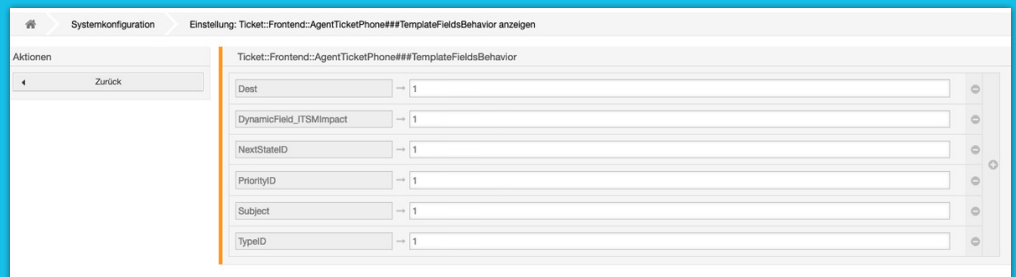 Systemkonfiguration Einstellung: Ticket::Frontend::AgentTicketPhone###TemplateFieldsBehavior anzeigen
Aktionen
Zurück
Ticket::Frontend::AgentTicketPhone###TemplateFieldsBehavior
Dest → 1
DynamicField_ITSMImpact → 1
NextStateID → 1
PriorityID → 1
Subject → 1
TypeID → 1